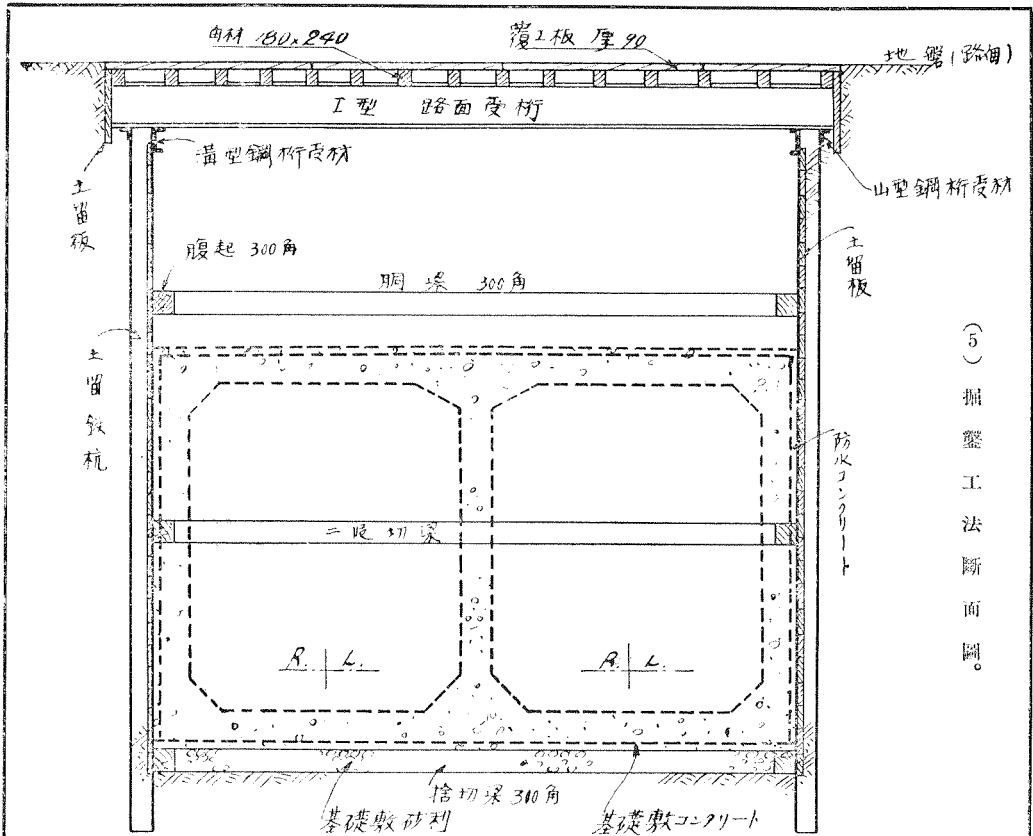 角材 180×240
覆工板 厚90
地盤(路面)
I型 路面受桁
溝型鋼桁受材
山型鋼桁受材
土留板
土留板
腹起 300角
胴梁 300角
土留鉄杭
防水コンクリート
二段切梁
R. L.
R. L.
捨切梁 300角
基礎敷砂利
基礎敷コンクリート
(5)掘鑿工法斷面圖。